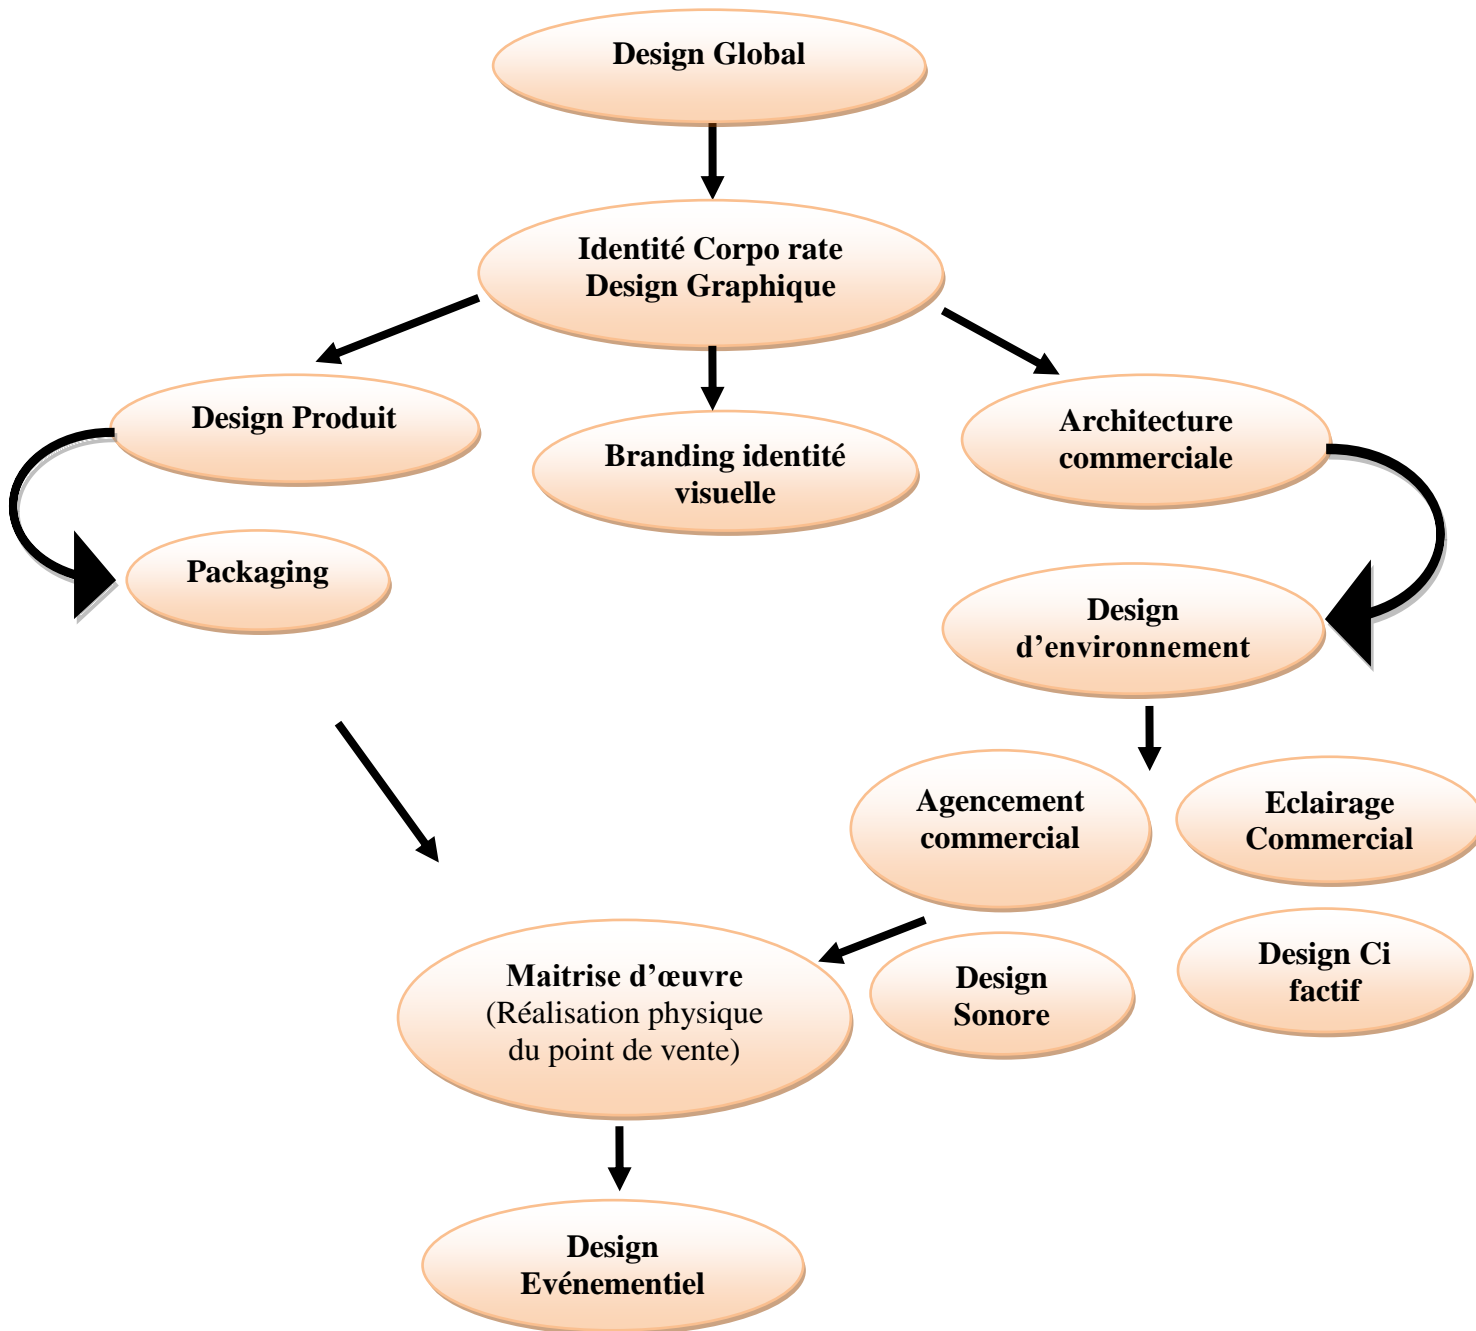 Design Global
Identité Corpo rate
Design Graphique
Design Produit
Branding identité
visuelle
Architecture
commerciale
Packaging
Design
d’environnement
Agencement
commercial
Eclairage
Commercial
Maitrise d’œuvre
(Réalisation physique
du point de vente)
Design
Sonore
Design Ci
factif
Design
Evénementiel